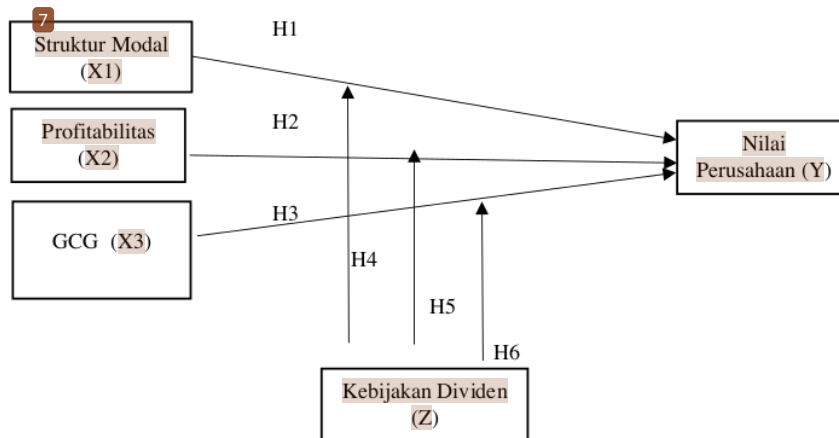 7
Struktur Modal
(X1)
H1
Profitabilitas
(X2)
H2
Nilai
Perusahaan (Y)
GCG (X3)
H3
H4
H5
H6
Kebijakan Dividen
(Z)